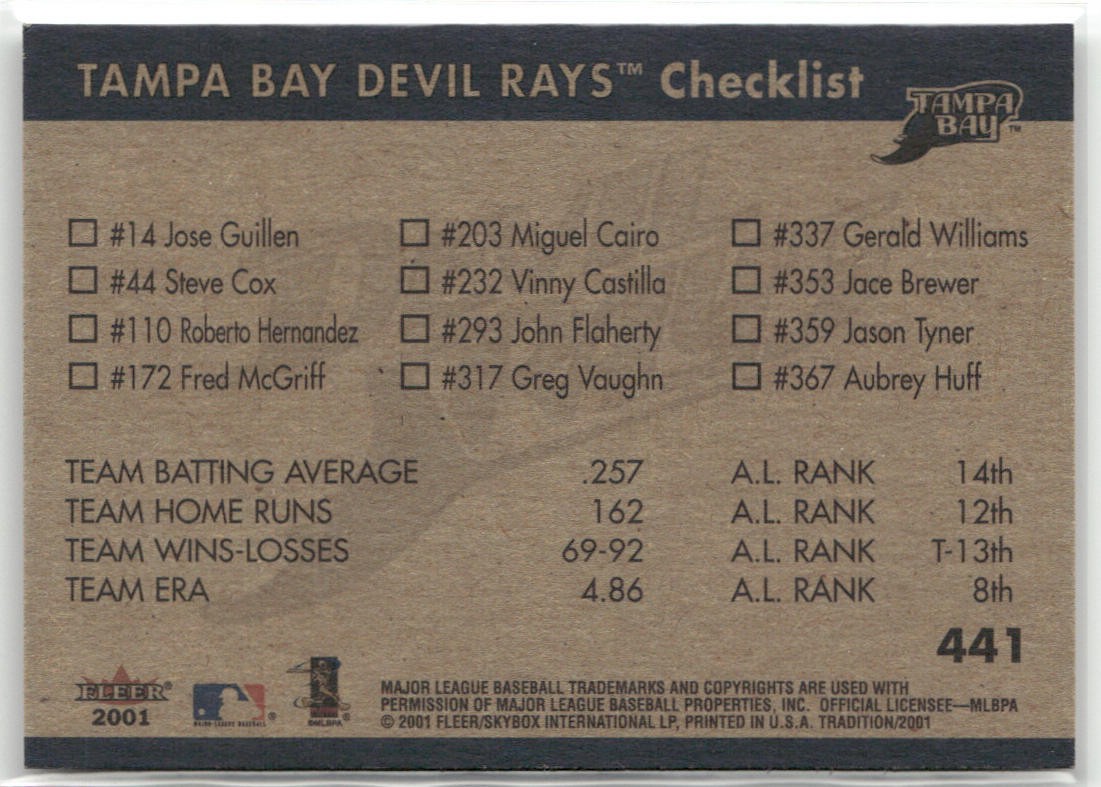 TAMPA BAY DEVIL RAYS™ Checklist
TAMPA BAY™
#14 Jose Guillen
#44 Steve Cox
#110 Roberto Hernandez
#172 Fred McGriff
#203 Miguel Cairo
#232 Vinny Castilla
#293 John Flaherty
#317 Greg Vaughn
#337 Gerald Williams
#353 Jace Brewer
#359 Jason Tyner
#367 Aubrey Huff
TEAM BATTING AVERAGE .257 A.L. RANK 14th
TEAM HOME RUNS 162 A.L. RANK 12th
TEAM WINS-LOSSES 69-92 A.L. RANK T-13th
TEAM ERA 4.86 A.L. RANK 8th
441
FLEER®
2001
MAJOR LEAGUE BASEBALL®
©MLBPA
MAJOR LEAGUE BASEBALL TRADEMARKS AND COPYRIGHTS ARE USED WITH
PERMISSION OF MAJOR LEAGUE BASEBALL PROPERTIES, INC. OFFICIAL LICENSEE—MLBPA
© 2001 FLEER/SKYBOX INTERNATIONAL LP, PRINTED IN U.S.A. TRADITION/2001